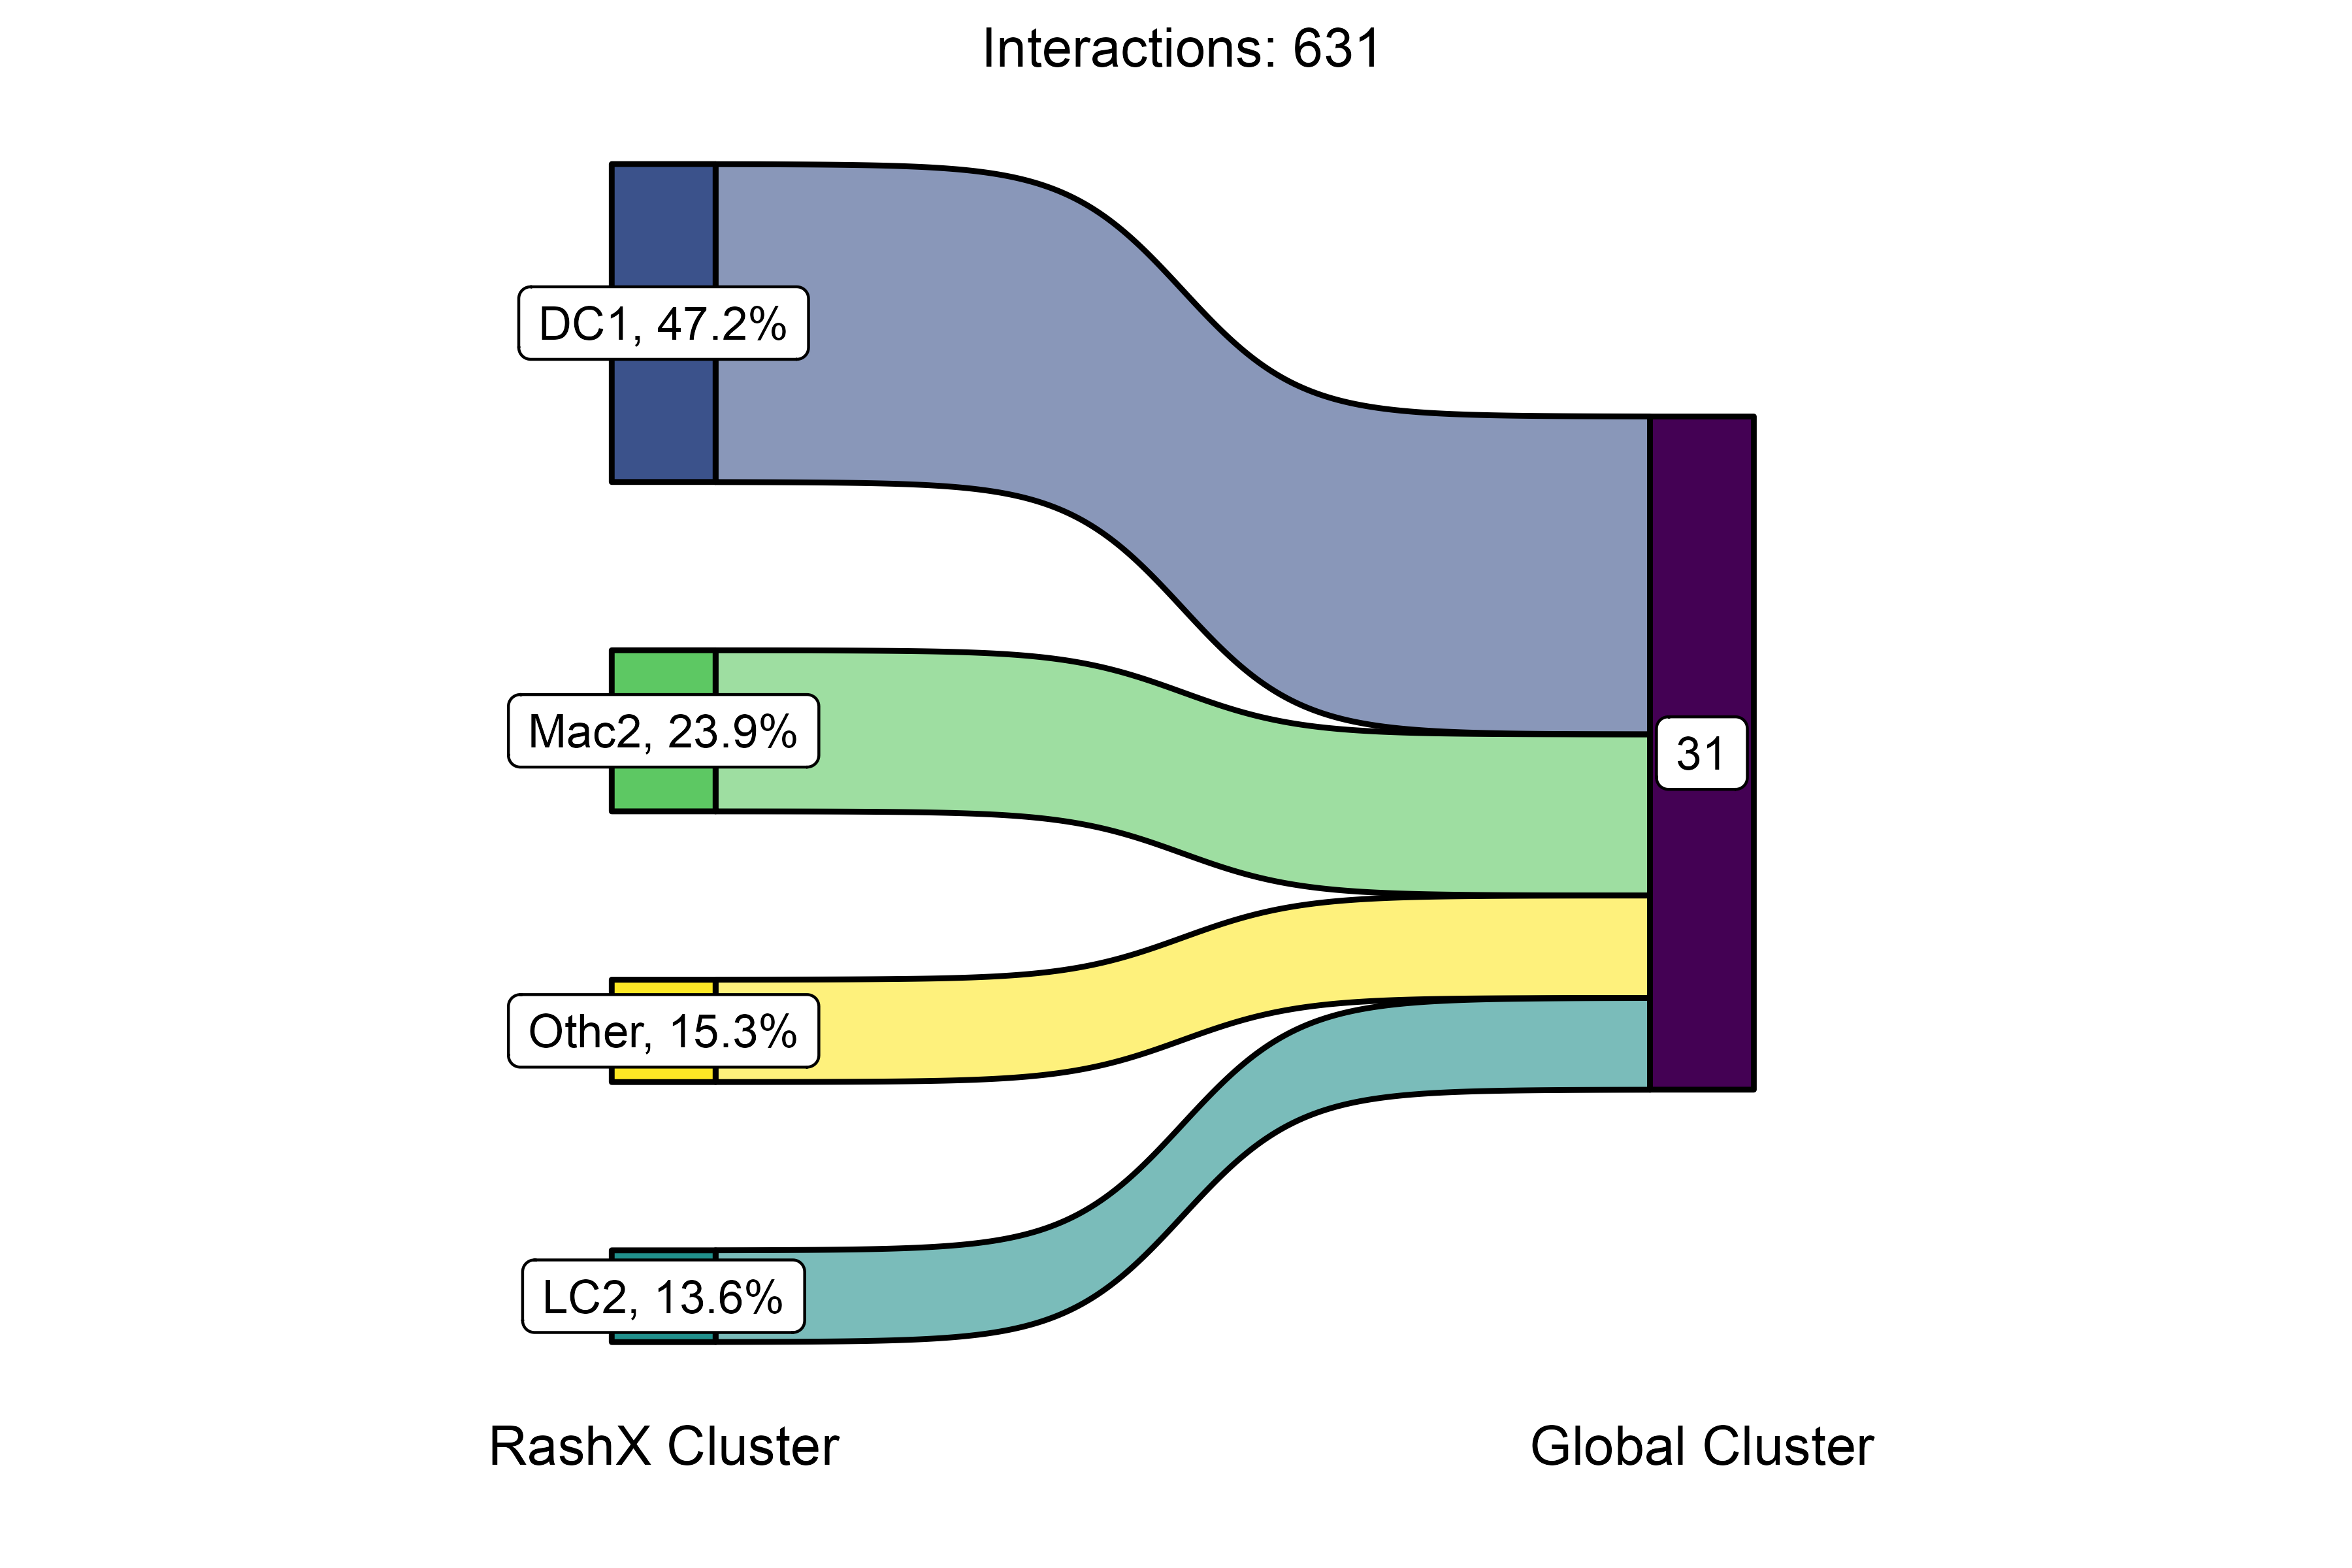 Interactions: 631
DC1, 47.2%
Mac2, 23.9%
31
Other, 15.3%
LC2, 13.6%
RashX Cluster
Global Cluster